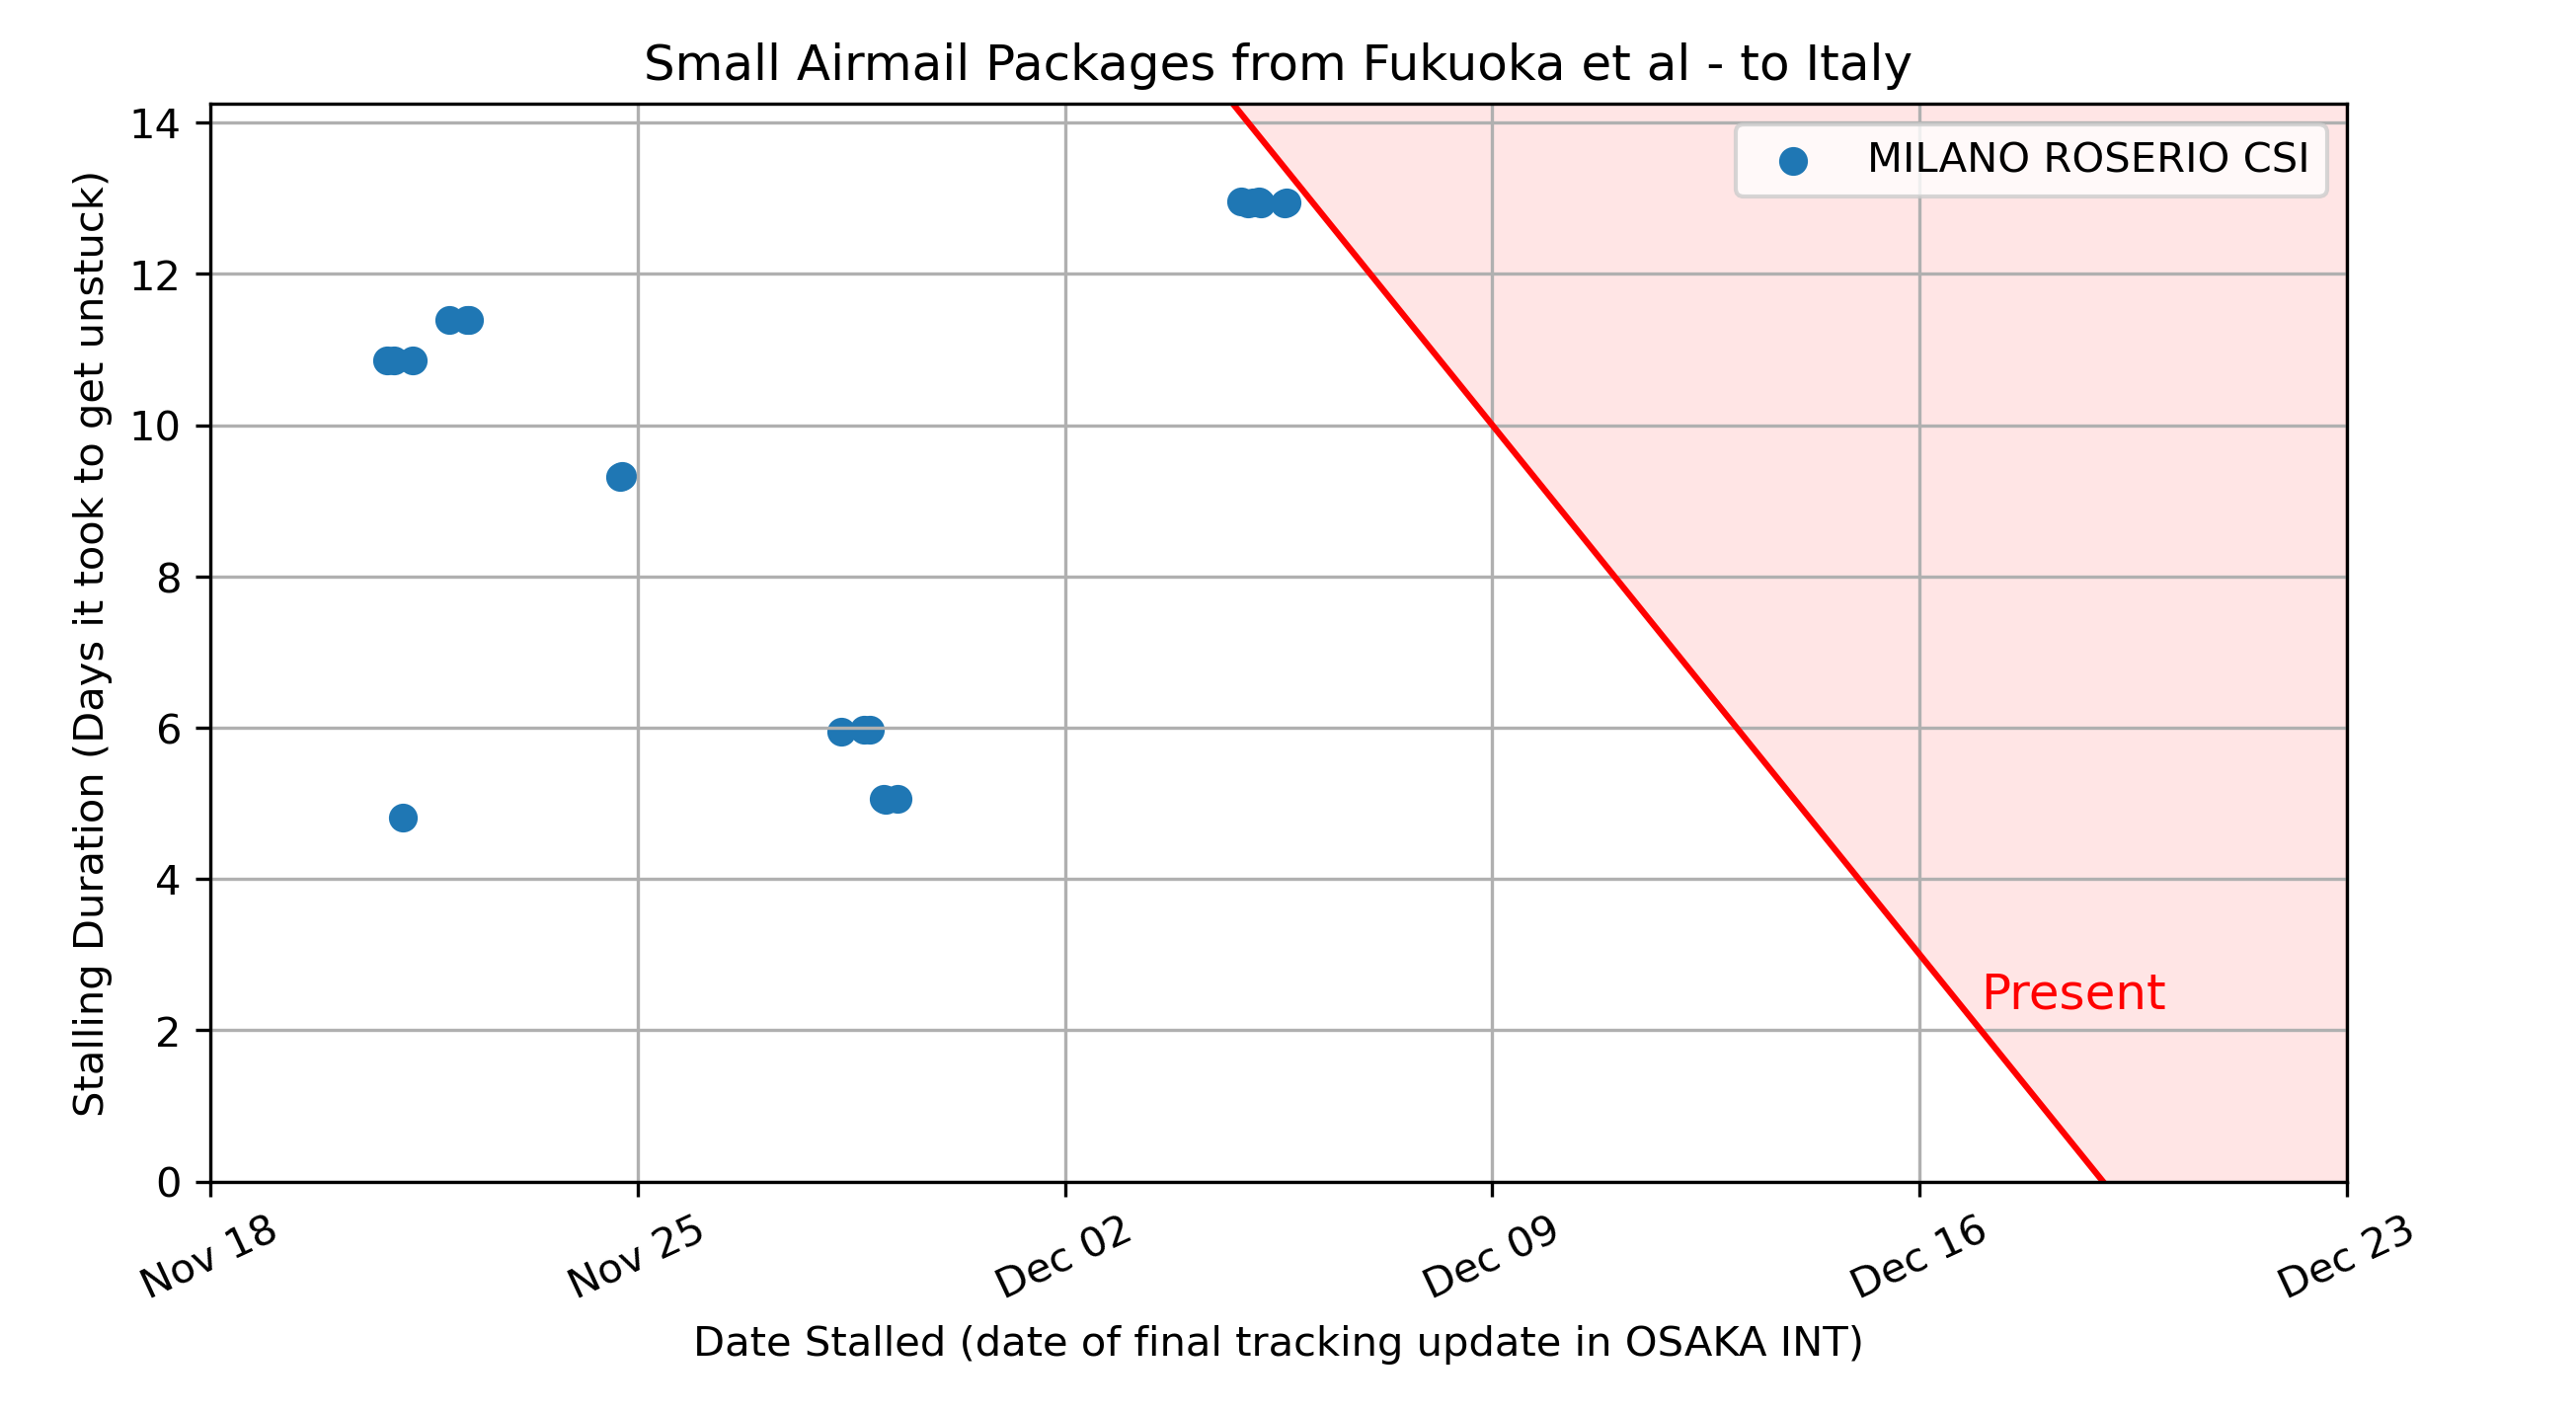 Small Airmail Packages from Fukuoka et al - to Italy
MILANO ROSERIO CSI
Stalling Duration (Days it took to get unstuck)
14
12
10
8
6
4
2
0
Present
Nov 18
Nov 25
Dec 02
Dec 09
Dec 16
Dec 23
Date Stalled (date of final tracking update in OSAKA INT)